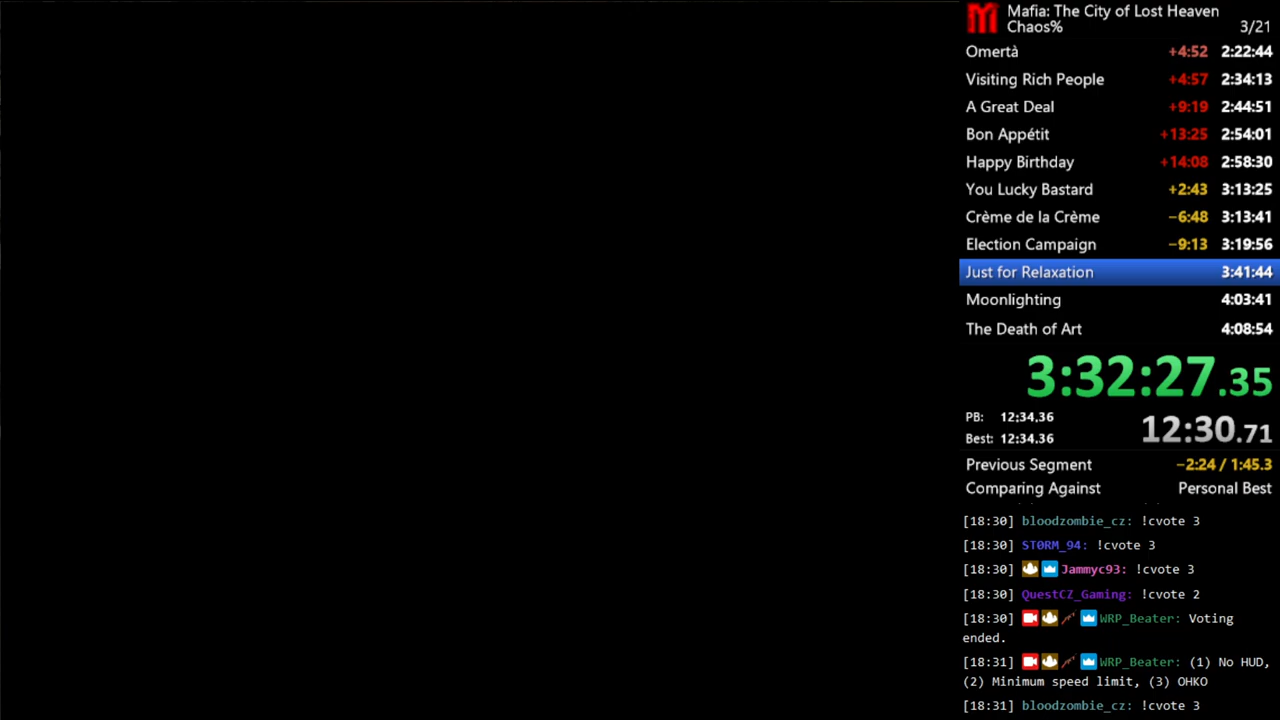 Mafia: The City of Lost Heaven
Chaos% 3/21
Omertà +4:52 2:22:44
Visiting Rich People +4:57 2:34:13
A Great Deal +9:19 2:44:51
Bon Appétit +13:25 2:54:01
Happy Birthday +14:08 2:58:30
You Lucky Bastard +2:43 3:13:25
Crème de la Crème −6:48 3:13:41
Election Campaign −9:13 3:19:56
Just for Relaxation 3:41:44
Moonlighting 4:03:41
The Death of Art 4:08:54
3:32:27.35
PB: 12:34.36 12:30.71
Best: 12:34.36
Previous Segment −2:24 / 1:45.3
Comparing Against Personal Best
[18:30] bloodzombie_cz: !cvote 3
[18:30] ST0RM_94: !cvote 3
[18:30] Jammyc93: !cvote 3
[18:30] QuestCZ_Gaming: !cvote 2
[18:30] WRP_Beater: Voting
ended.
[18:31] WRP_Beater: (1) No HUD,
(2) Minimum speed limit, (3) OHKO
[18:31] bloodzombie_cz: !cvote 3